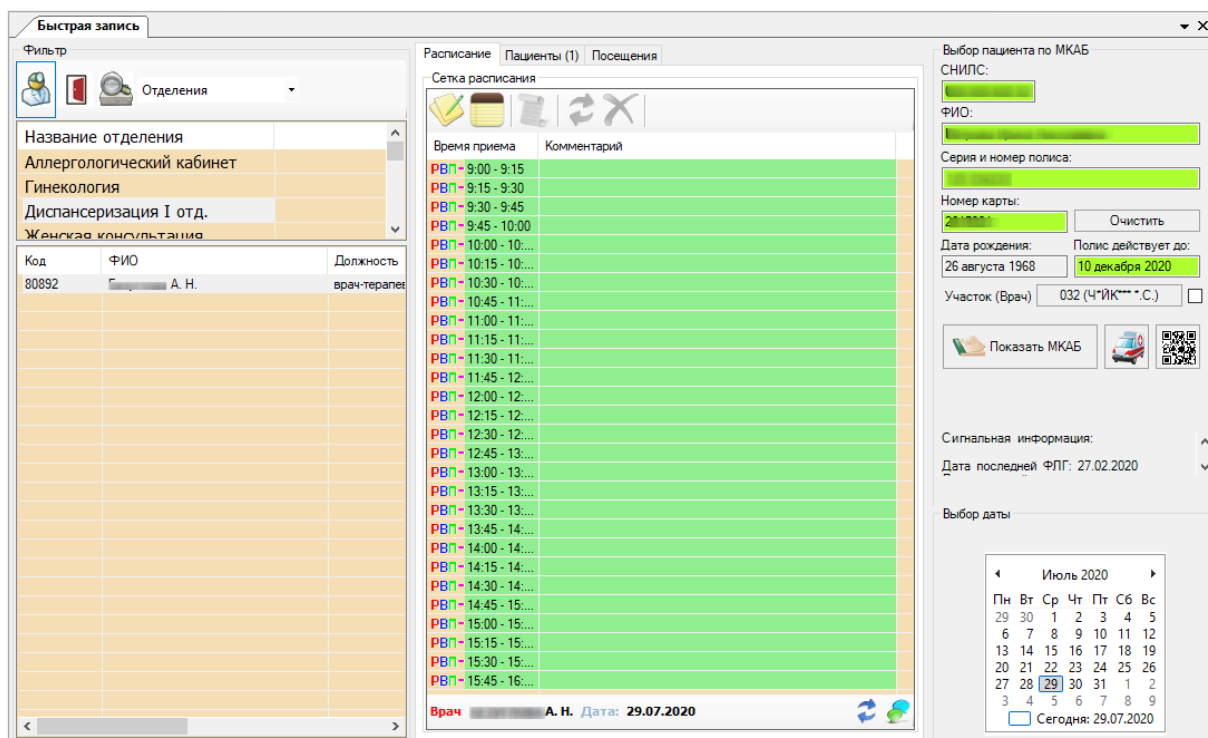 Быстрая запись
Фильтр
Отделения
Название отделения
Аллергологический кабинет
Гинекология
Диспансеризация I отд.
Женская консультация
Код ФИО Должность
80892 А. Н. врач-терапев
Расписание Пациенты (1) Посещения
Сетка расписания
Время приема Комментарий
РВП- 9:00 - 9:15
РВП- 9:15 - 9:30
РВП- 9:30 - 9:45
РВП- 9:45 - 10:00
РВП- 10:00 - 10:...
РВП- 10:15 - 10:...
РВП- 10:30 - 10:...
РВП- 10:45 - 11:...
РВП- 11:00 - 11:...
РВП- 11:15 - 11:...
РВП- 11:30 - 11:...
РВП- 11:45 - 12:...
РВП- 12:00 - 12:...
РВП- 12:15 - 12:...
РВП- 12:30 - 12:...
РВП- 12:45 - 13:...
РВП- 13:00 - 13:...
РВП- 13:15 - 13:...
РВП- 13:30 - 13:...
РВП- 13:45 - 14:...
РВП- 14:00 - 14:...
РВП- 14:15 - 14:...
РВП- 14:30 - 14:...
РВП- 14:45 - 15:...
РВП- 15:00 - 15:...
РВП- 15:15 - 15:...
РВП- 15:30 - 15:...
РВП- 15:45 - 16:...
Врач А. Н. Дата: 29.07.2020
Выбор пациента по МКАБ
СНИЛС:
ФИО:
Серия и номер полиса:
Номер карты:
Очистить
Дата рождения: Полис действует до:
26 августа 1968 10 декабря 2020
Участок (Врач) 032 (Ч*ЙК*** *.С.)
Показать МКАБ
Сигнальная информация:
Дата последней ФЛГ: 27.02.2020
Выбор даты
Июль 2020
Пн Вт Ср Чт Пт Сб Вс
29 30 1 2 3 4 5
6 7 8 9 10 11 12
13 14 15 16 17 18 19
20 21 22 23 24 25 26
27 28 29 30 31 1 2
3 4 5 6 7 8 9
Сегодня: 29.07.2020